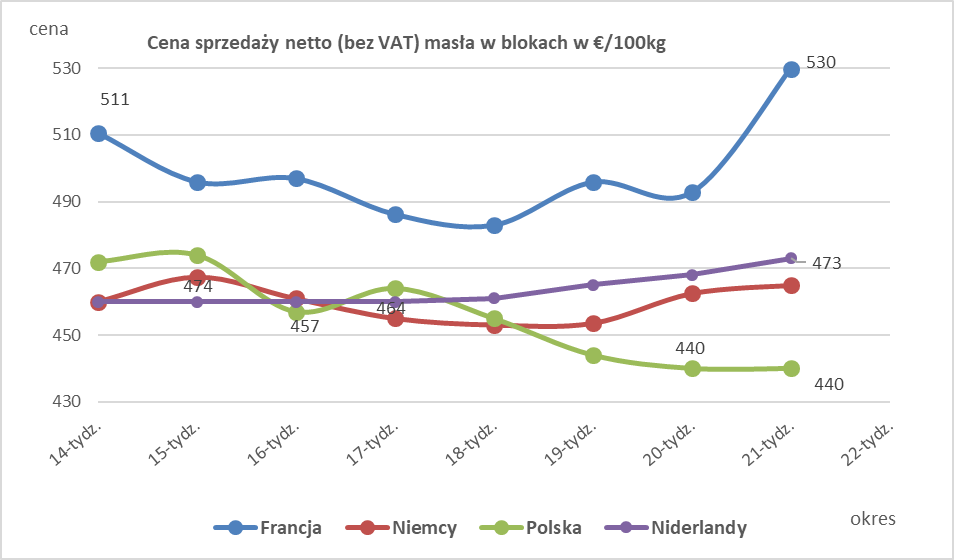 cena
Cena sprzedaży netto (bez VAT) masła w blokach w €/100kg
530
510
490
470
450
430
511
530
474
457
464
473
440
440
14-tydz.
15-tydz.
16-tydz.
17-tydz.
18-tydz.
19-tydz.
20-tydz.
21-tydz.
22-tydz.
okres
Francja Niemcy Polska Niderlandy